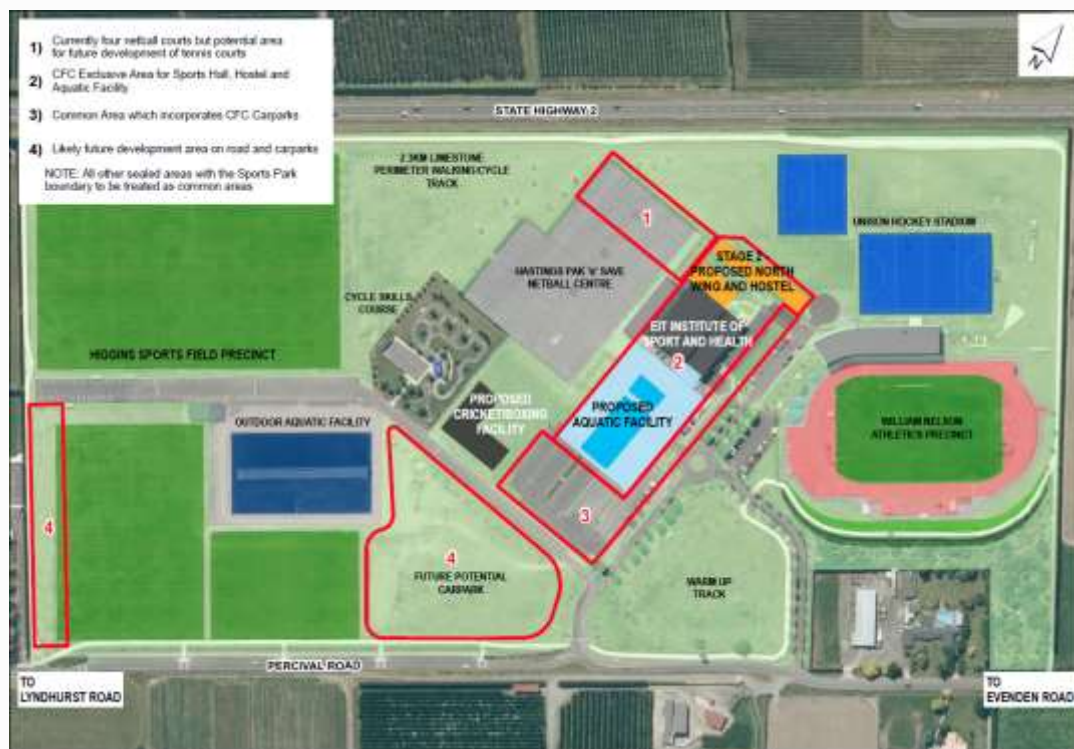 1) Currently four netball courts but potential area
for future development of tennis courts
2) CFC Exclusive Area for Sports Hall, Hostel and
Aquatic Facility
3) Common Area which incorporates CFC Carparks
4) Likely future development area on road and carparks
NOTE: All other sealed areas with the Sports Park
boundary to be treated as common areas
N
STATE HIGHWAY 2
2.3KM LIMESTONE
PERIMETER WALKING/CYCLE
TRACK
1
UNISON HOCKEY STADIUM
STAGE 2
PROPOSED NORTH
WING AND HOSTEL
HASTINGS PAK 'n' SAVE
NETBALL CENTRE
CYCLE SKILLS
COURSE
EIT INSTITUTE OF
SPORT AND HEALTH
2
HIGGINS SPORTS FIELD PRECINCT
PROPOSED
CRICKET/BOXING
FACILITY
PROPOSED
AQUATIC FACILITY
OUTDOOR AQUATIC FACILITY
WILLIAM NELSON
ATHLETICS PRECINCT
3
4
4
FUTURE POTENTIAL
CARPARK
WARM UP
TRACK
PERCIVAL ROAD
TO
LYNDHURST ROAD
TO
EVENDEN ROAD